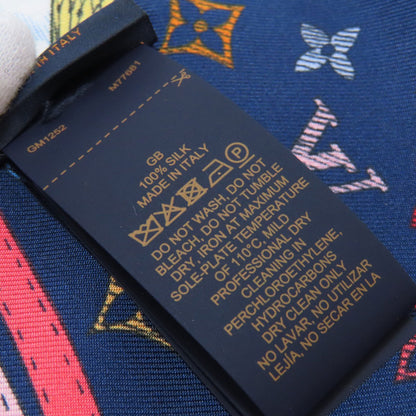 IN ITALY
GM1252
M77681
GB
100% SILK
MADE IN ITALY
P
DO NOT WASH. DO NOT
BLEACH. DO NOT TUMBLE
DRY. IRON AT MAXIMUM
SOLE-PLATE TEMPERATURE
OF 110°C, MILD
PROFESSIONAL DRY
CLEANING IN
PERCHLOROETHYLENE,
HYDROCARBONS
DRY CLEAN ONLY
NO LAVAR, NO UTILIZAR
LEJÍA, NO SECAR EN LA
LV